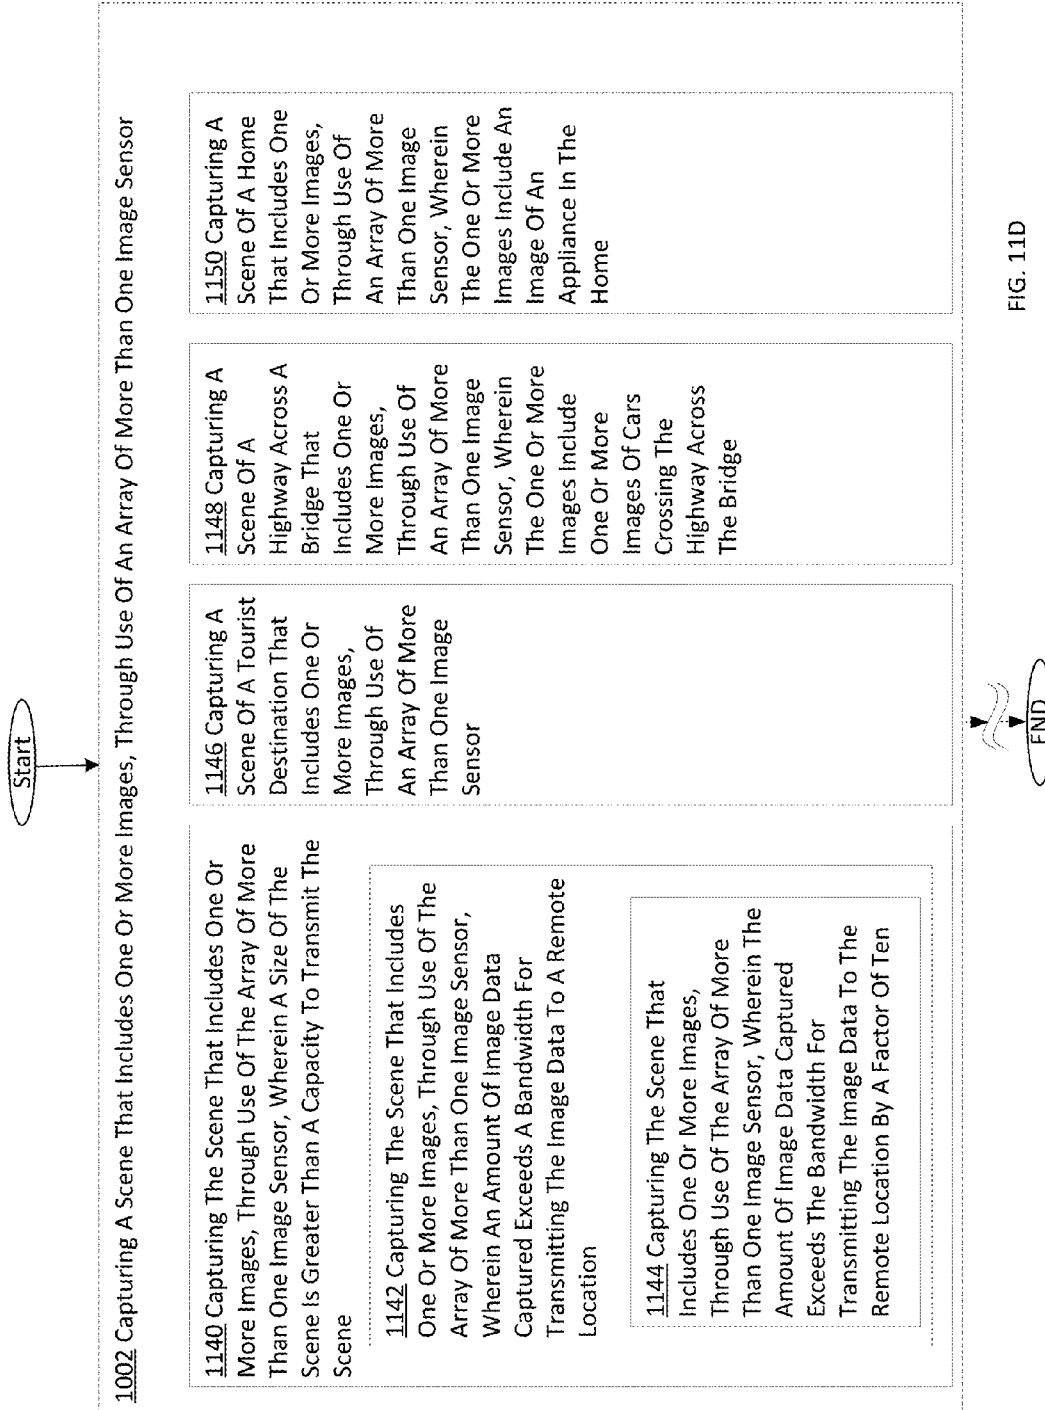 Start
1002 Capturing A Scene That Includes One Or More Images, Through Use Of An Array Of More Than One Image Sensor
1140 Capturing The Scene That Includes One Or
More Images, Through Use Of The Array Of More
Than One Image Sensor, Wherein A Size Of The
Scene Is Greater Than A Capacity To Transmit The
Scene
1142 Capturing The Scene That Includes
One Or More Images, Through Use Of The
Array Of More Than One Image Sensor,
Wherein An Amount Of Image Data
Captured Exceeds A Bandwidth For
Transmitting The Image Data To A Remote
Location
1144 Capturing The Scene That
Includes One Or More Images,
Through Use Of The Array Of More
Than One Image Sensor, Wherein The
Amount Of Image Data Captured
Exceeds The Bandwidth For
Transmitting The Image Data To The
Remote Location By A Factor Of Ten
1146 Capturing A
Scene Of A Tourist
Destination That
Includes One Or
More Images,
Through Use Of
An Array Of More
Than One Image
Sensor
1148 Capturing A
Scene Of A
Highway Across A
Bridge That
Includes One Or
More Images,
Through Use Of
An Array Of More
Than One Image
Sensor, Wherein
The One Or More
Images Include
One Or More
Images Of Cars
Crossing The
Highway Across
The Bridge
1150 Capturing A
Scene Of A Home
That Includes One
Or More Images,
Through Use Of
An Array Of More
Than One Image
Sensor, Wherein
The One Or More
Images Include An
Image Of An
Appliance In The
Home
END
FIG. 11D